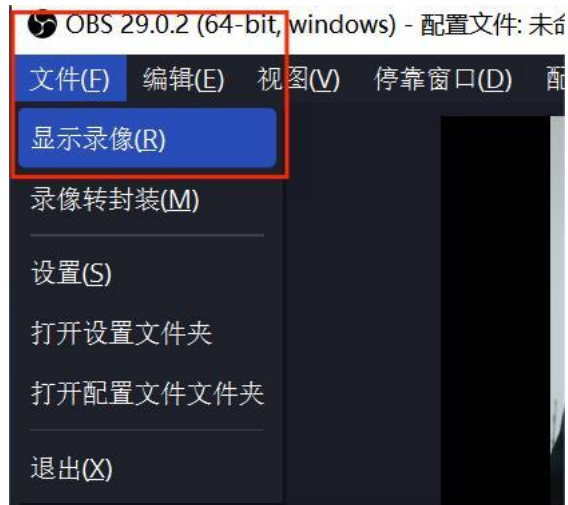 OBS 29.0.2 (64-bit, windows) - 配置文件: 未
文件(F) 编辑(E) 视图(V) 停靠窗口(D) 配
显示录像(R)
录像转封装(M)
设置(S)
打开设置文件夹
打开配置文件文件夹
退出(X)